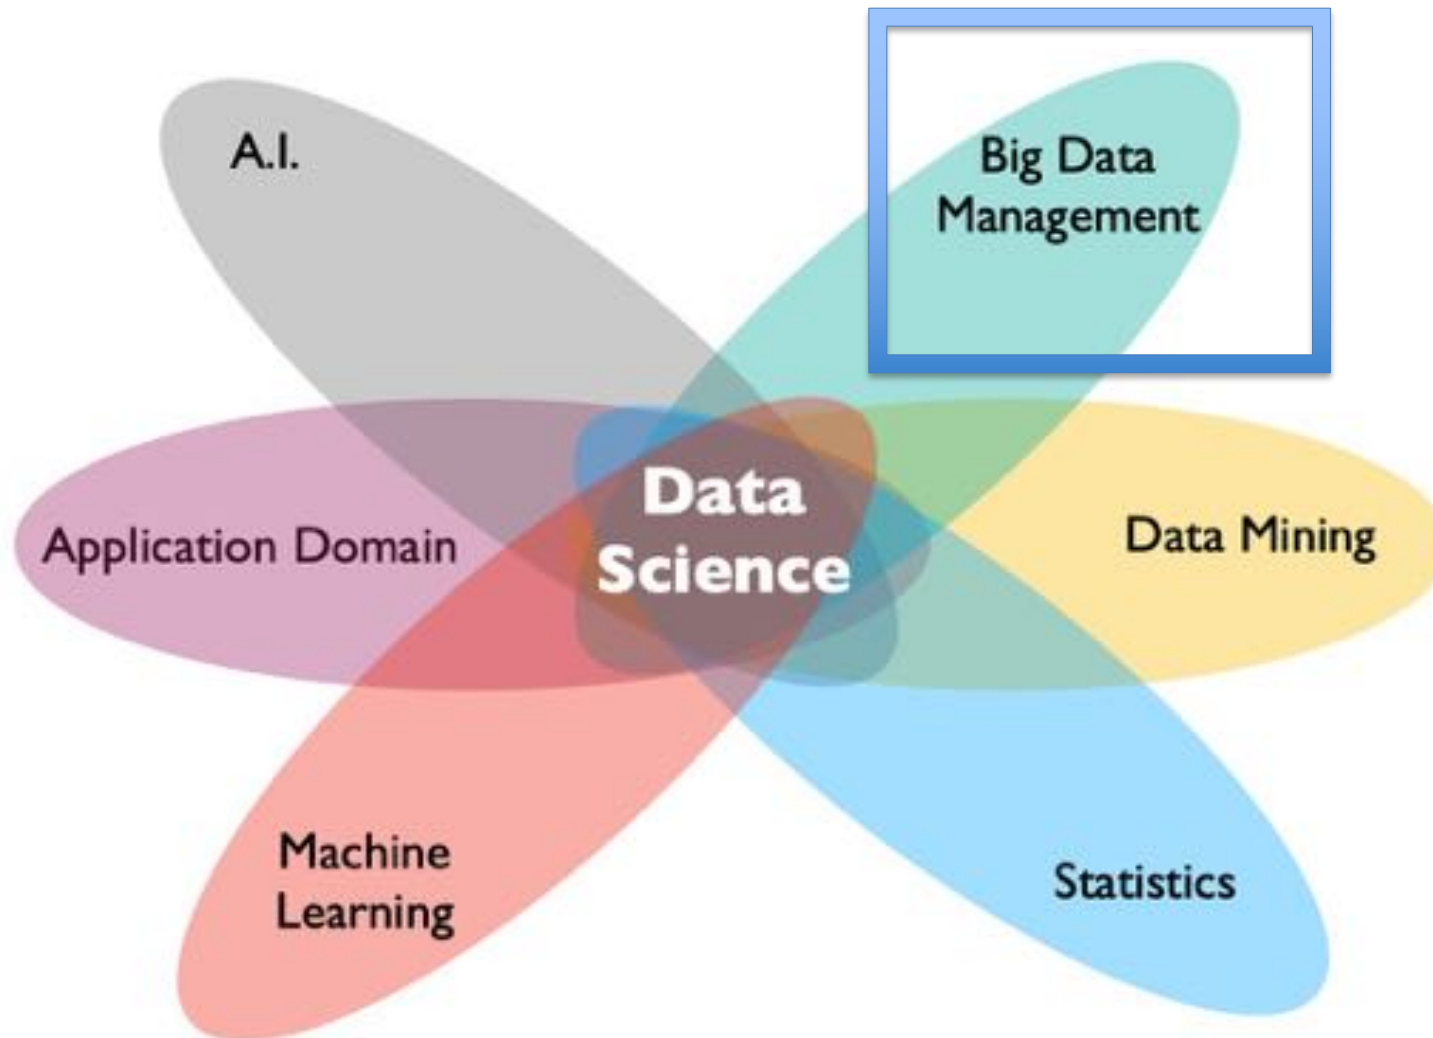 A.I.
Big Data
Management
Data
Science
Application Domain
Data Mining
Machine
Learning
Statistics